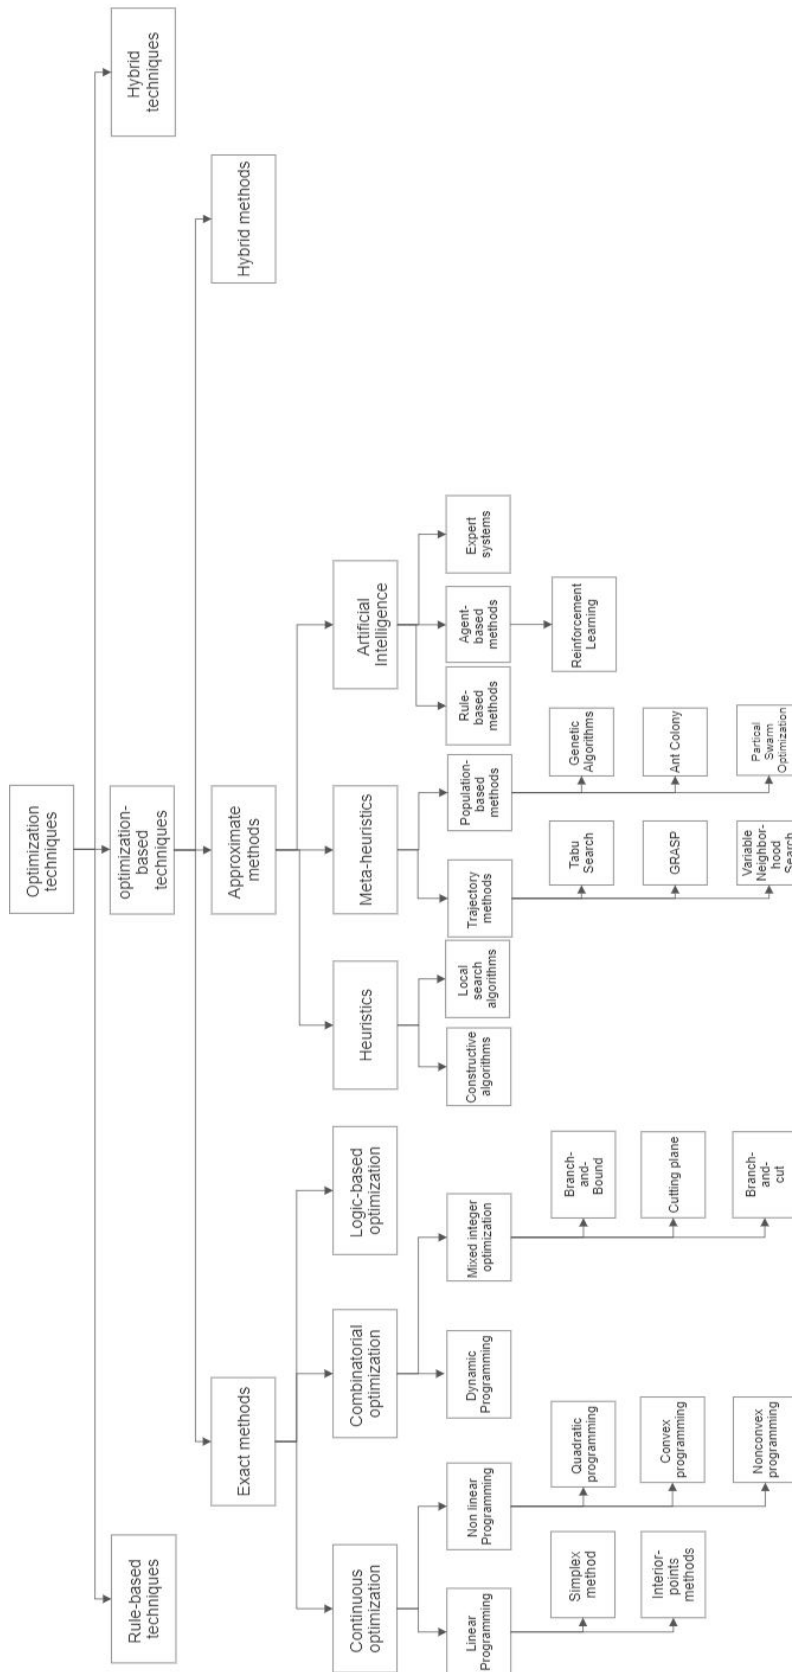 Optimization
techniques
Rule-based
techniques
optimization-
based
techniques
Hybrid
techniques
Exact methods
Approximate
methods
Hybrid methods
Continuous
optimization
Combinatorial
optimization
Logic-based
optimization
Heuristics
Meta-heuristics
Artificial
Intelligence
Linear
Programming
Non linear
Programming
Dynamic
Programming
Mixed integer
optimization
Constructive
algorithms
Local
search
algorithms
Trajectory
methods
Population-
based
methods
Rule-
based
methods
Agent-
based
methods
Expert
systems
Simplex
method
Quadratic
programming
Branch-
and-
Bound
Tabu
Search
Genetic
Algorithms
Reinforcement
Learning
Interior-
points
methods
Convex
programming
Cutting plane
GRASP
Ant Colony
Nonconvex
programming
Branch-
and-
cut
Variable
Neighbor-
hood
Search
Partical
Swarm
Optimization